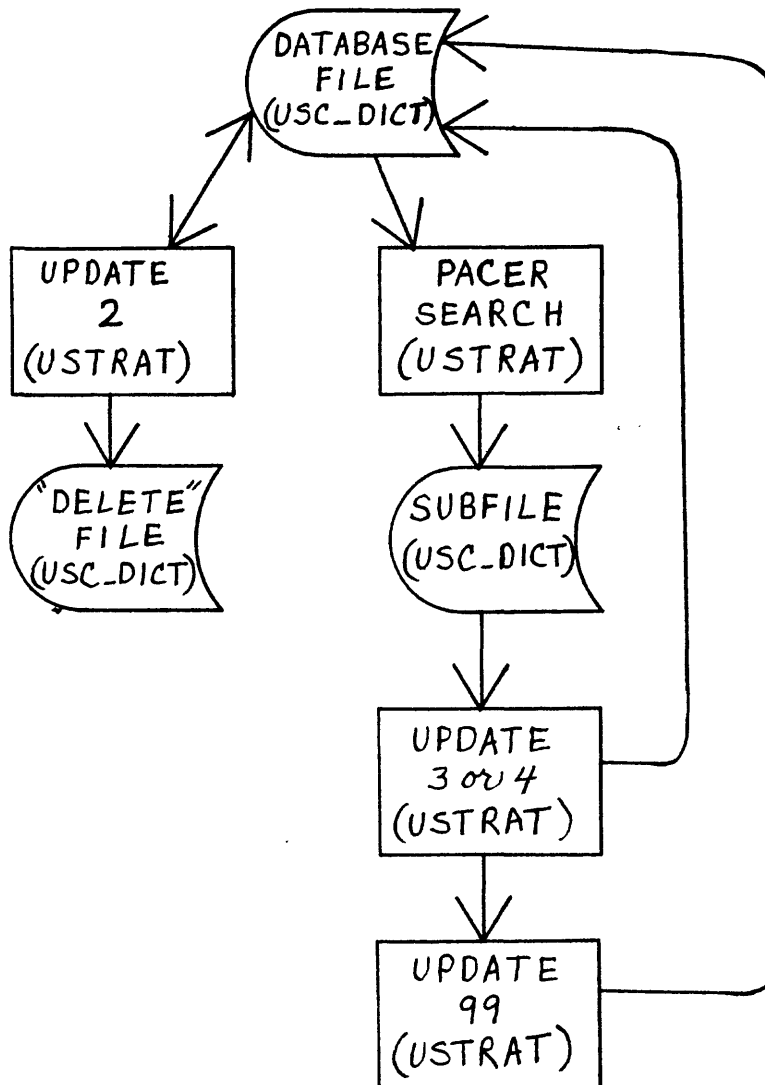 DATABASE
FILE
(USC_DICT)
UPDATE
2
(USTRAT)
PACER
SEARCH
(USTRAT)
"DELETE"
FILE
(USC_DICT)
SUBFILE
(USC_DICT)
UPDATE
3 or 4
(USTRAT)
UPDATE
99
(USTRAT)